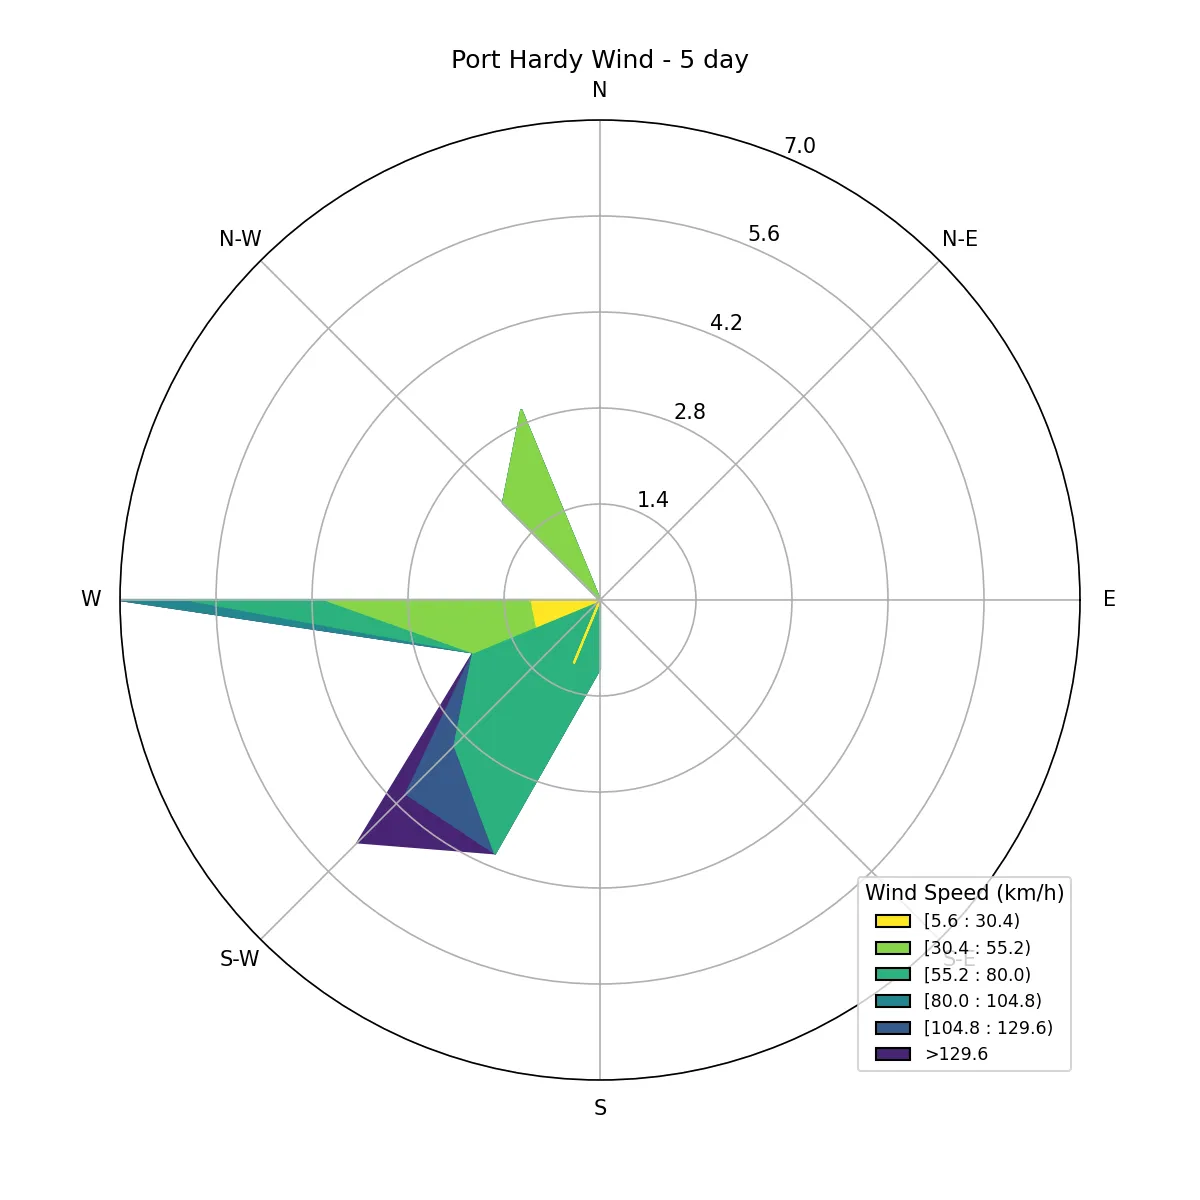 Port Hardy Wind - 5 day
N
7.0
N-W
5.6
N-E
4.2
2.8
1.4
W
E
Wind Speed (km/h)
[5.6 : 30.4)
[30.4 : 55.2)
S-W
S-E
[55.2 : 80.0)
[80.0 : 104.8)
[104.8 : 129.6)
>129.6
S